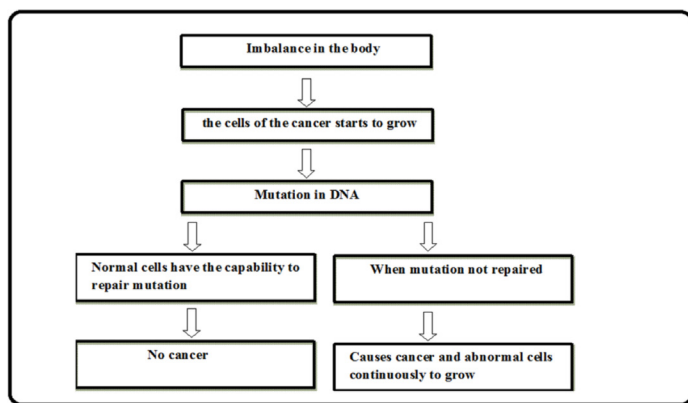 Imbalance in the body
the cells of the cancer starts to grow
Mutation in DNA
Normal cells have the capability to
repair mutation
When mutation not repaired
No cancer
Causes cancer and abnormal cells
continuously to grow